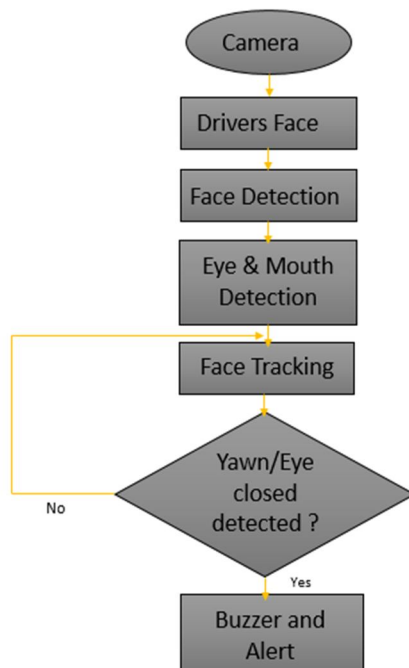 Camera
Drivers Face
Face Detection
Eye & Mouth
Detection
Face Tracking
Yawn/Eye
closed
detected ?
No
Yes
Buzzer and
Alert